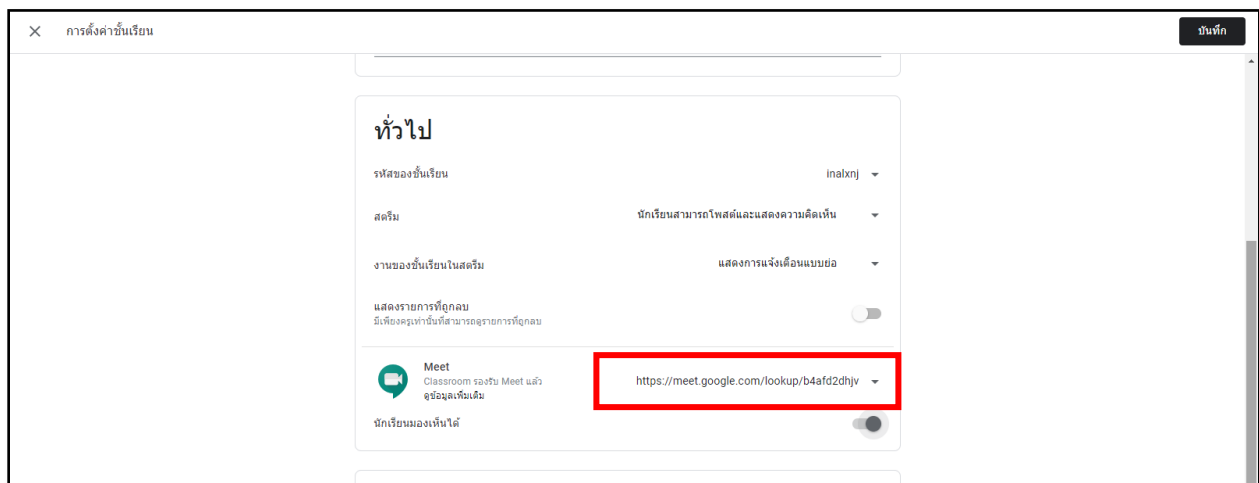 การตั้งค่าชั้นเรียน
บันทึก
ทั่วไป
รหัสของชั้นเรียน
inalxnj
สตรีม
นักเรียนสามารถโพสต์และแสดงความคิดเห็น
งานของชั้นเรียนในสตรีม
แสดงการแจ้งเตือนแบบย่อ
แสดงรายการที่ถูกลบ
มีเพียงครูเท่านั้นที่สามารถดูรายการที่ถูกลบ
Meet
Classroom รองรับ Meet แล้ว
https://meet.google.com/lookup/b4afd2dhjv
ดูข้อมูลเพิ่มเติม
นักเรียนมองเห็นได้